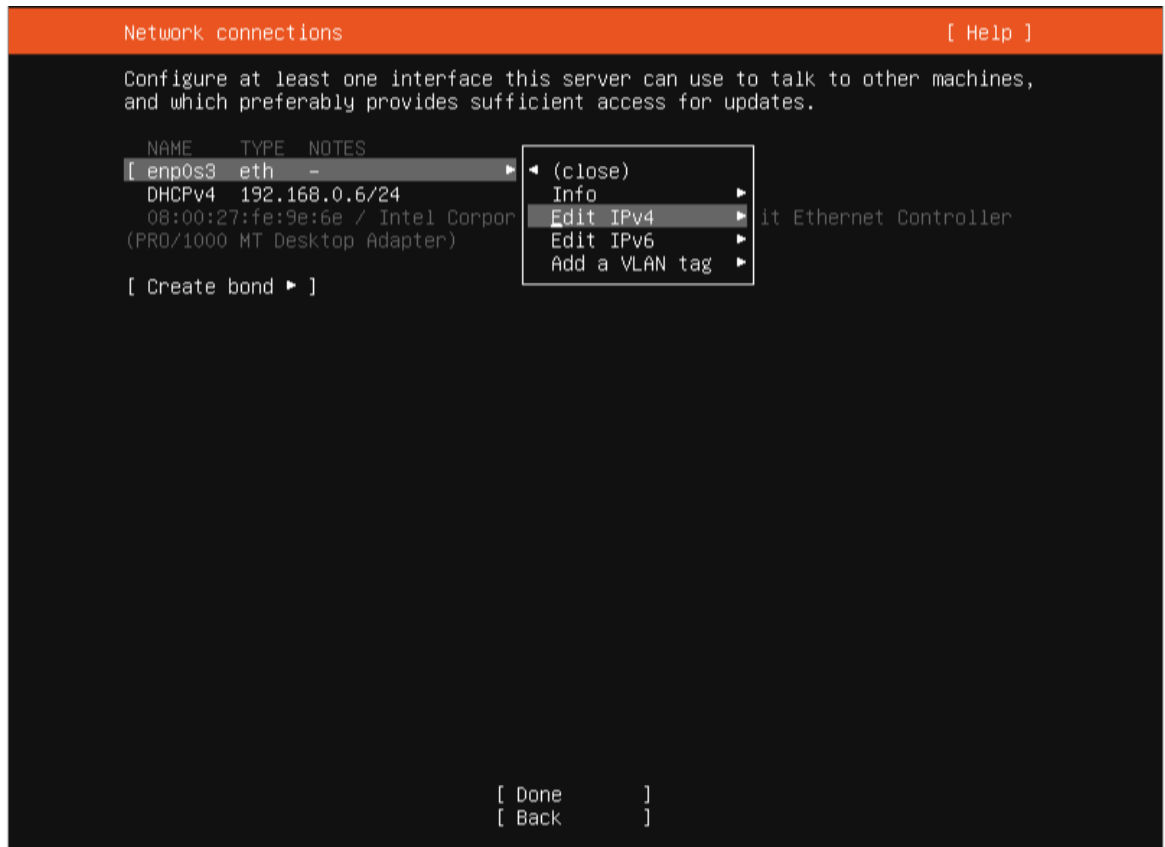 Network connections [ Help ]
Configure at least one interface this server can use to talk to other machines,
and which preferably provides sufficient access for updates.
NAME TYPE NOTES
[ enp0s3 eth - ▸
DHCPv4 192.168.0.6/24
08:00:27:fe:9e:6e / Intel Corpor it Ethernet Controller
(PRO/1000 MT Desktop Adapter)
◂ (close)
Info ▸
Edit IPv4 ▸
Edit IPv6 ▸
Add a VLAN tag ▸
[ Create bond ▸ ]
[ Done ]
[ Back ]